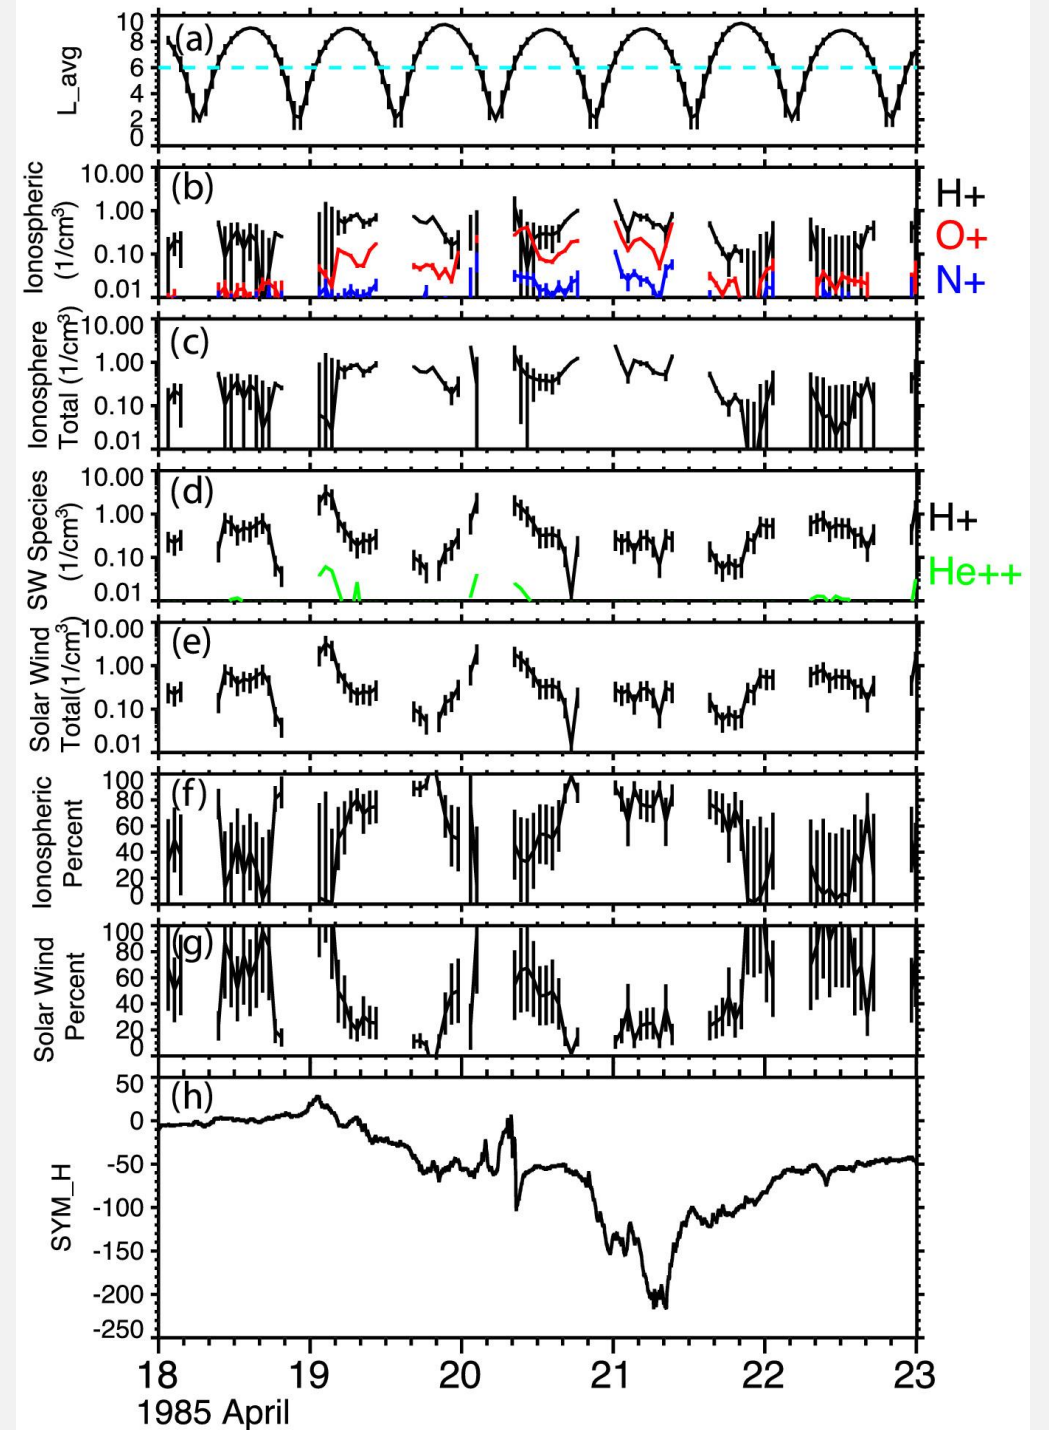 (a)
L_avg
10
8
6
4
2
0
(b)
Ionospheric
(1/cm³)
10.00
1.00
0.10
0.01
H+
O+
N+
(c)
Ionosphere
Total (1/cm³)
10.00
1.00
0.10
0.01
(d)
SW Species
(1/cm³)
10.00
1.00
0.10
0.01
H+
He++
(e)
Solar Wind
Total(1/cm³)
10.00
1.00
0.10
0.01
(f)
Ionospheric
Percent
100
80
60
40
20
0
(g)
Solar Wind
Percent
100
80
60
40
20
0
(h)
SYM_H
50
0
-50
-100
-150
-200
-250
18 19 20 21 22 23
1985 April